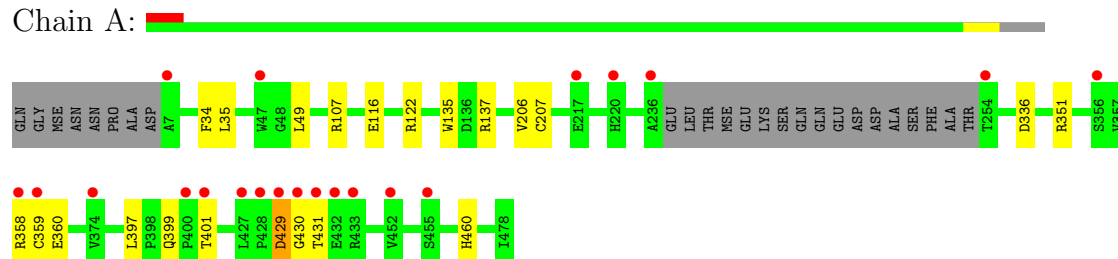 Chain A:
GLN GLY MSE ASN ASN PRO ALA ASP A7 F34 L35 W47 G48 L49 R107 E116 R122 W135 D136 R137 V206 C207 E217 H220 A236 GLU LEU THR MSE GLU LYS SER GLN GLN GLU ASP ASP ALA SER PHE ALA THR T254 D336 R351 S356 V357
R358 C359 E360 V374 L397 P398 Q399 P400 T401 L427 P428 D429 G430 T431 E432 R433 V452 S455 H460 I478